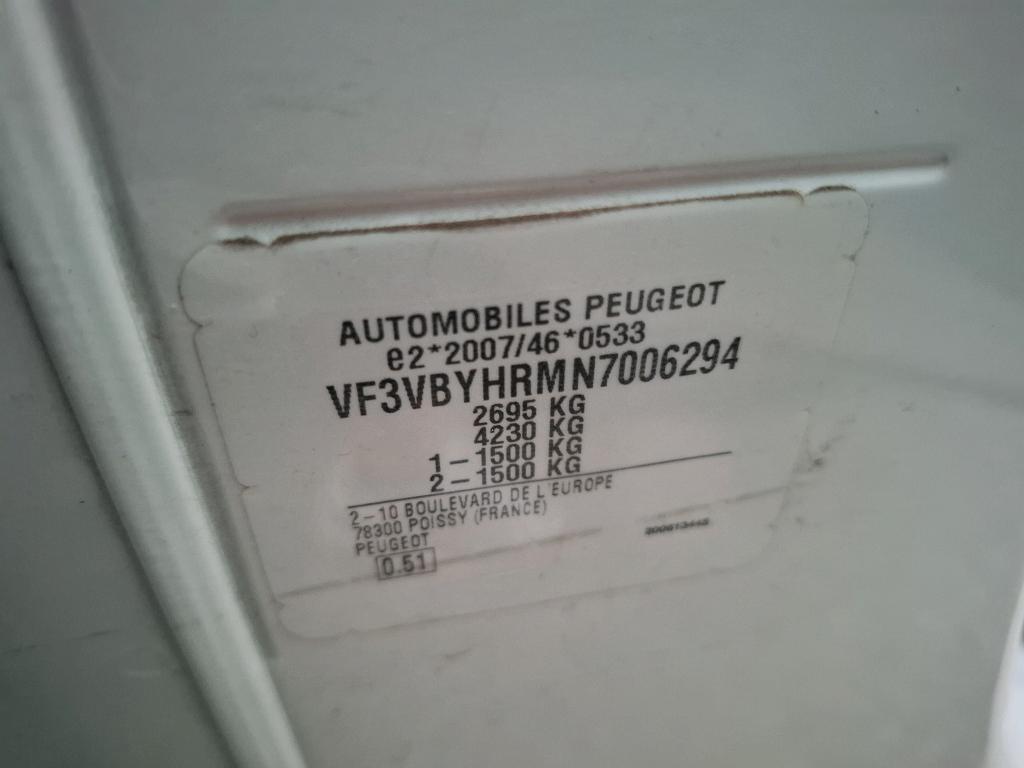 AUTOMOBILES PEUGEOT
e2*2007/46*0533
VF3VBYHRMN7006294
2695 KG
4230 KG
1-1500 KG
2-1500 KG
2-10 BOULEVARD DE L'EUROPE
78300 POISSY (FRANCE)
PEUGEOT
0.51